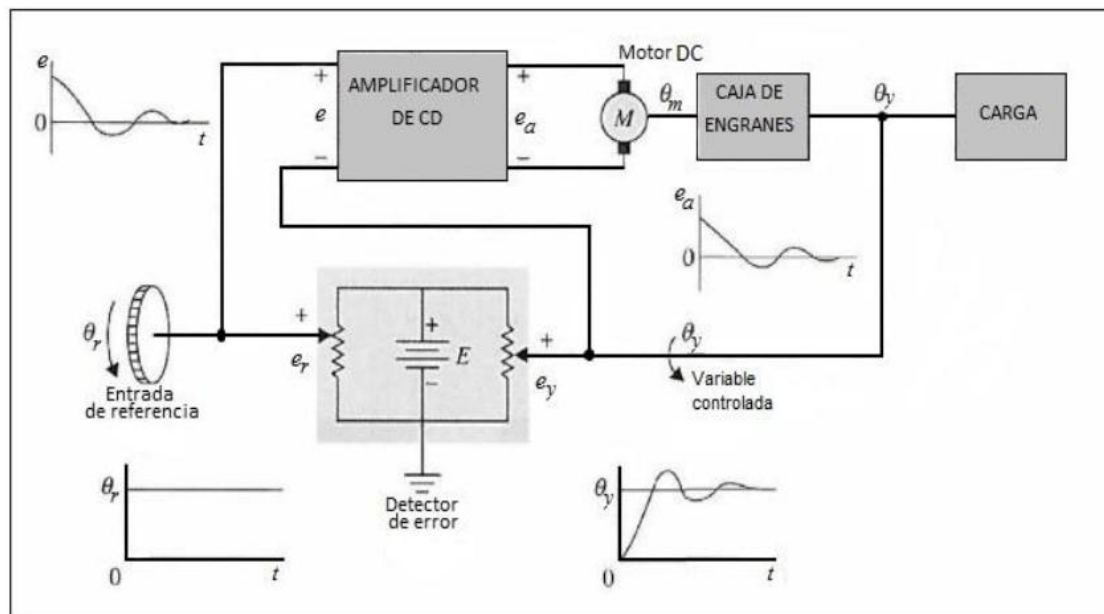 Motor DC
e
0
t
+
e
−
AMPLIFICADOR
DE CD
+
e_a
−
M
θ_m
CAJA DE
ENGRANES
θ_y
CARGA
e_a
0
t
θ_r
Entrada
de referencia
+
e_r
+
E
−
+
e_y
θ_y
Variable
controlada
Detector
de error
θ_r
0
t
θ_y
0
t